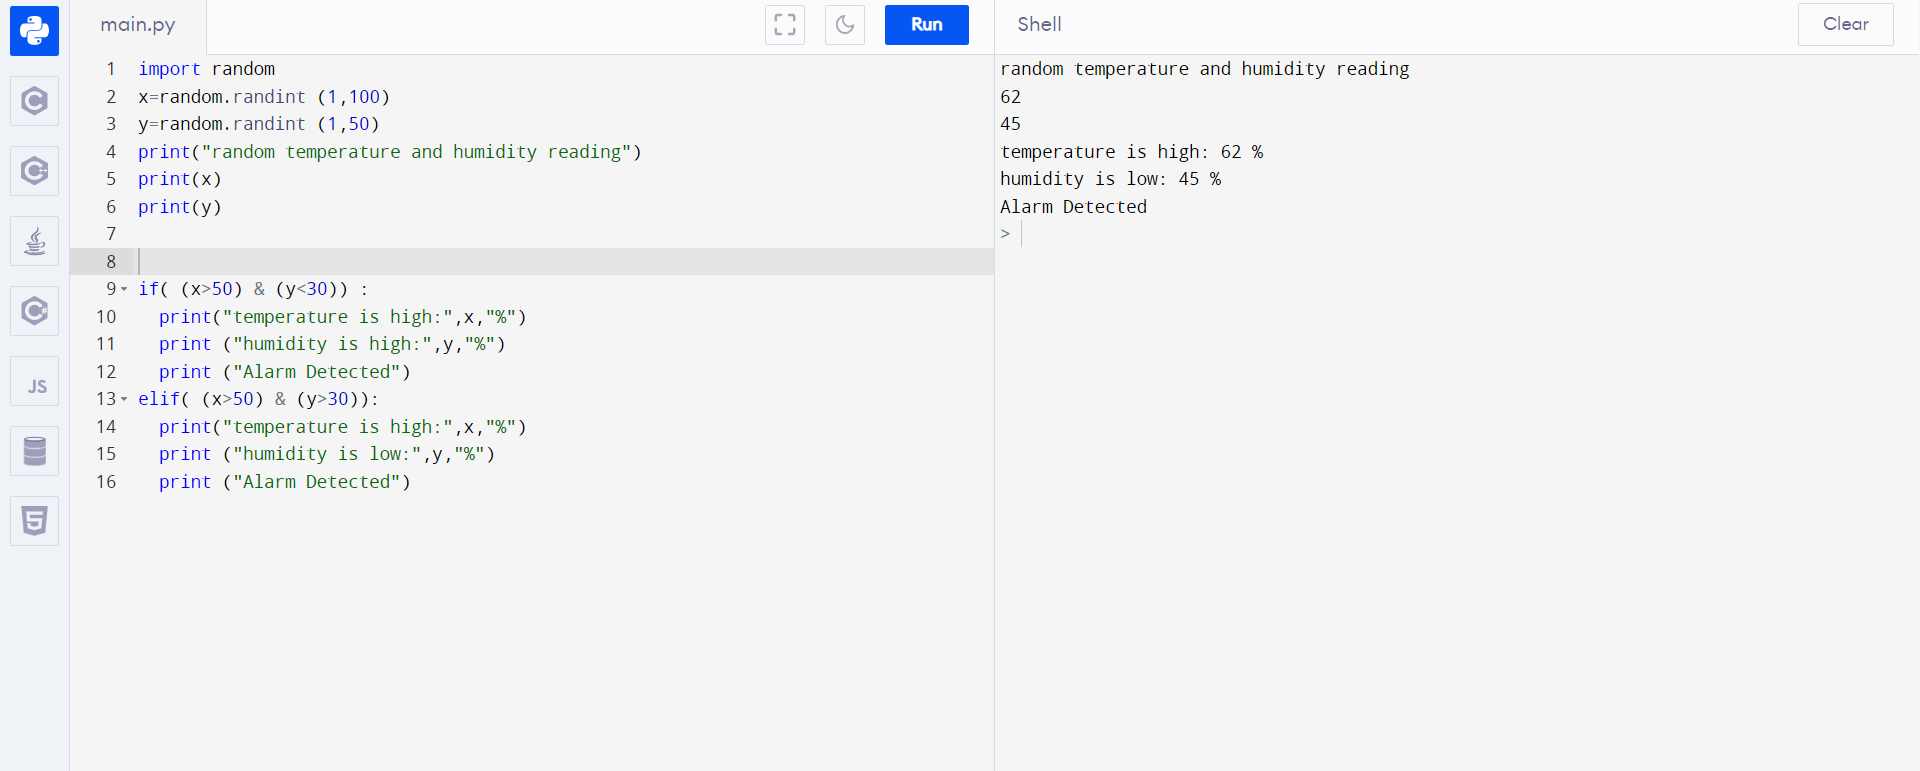 main.py
Run
1 import random
2 x=random.randint (1,100)
3 y=random.randint (1,50)
4 print("random temperature and humidity reading")
5 print(x)
6 print(y)
7
8
9 if( (x>50) & (y<30)) :
10   print("temperature is high:",x,"%")
11   print ("humidity is high:",y,"%")
12   print ("Alarm Detected")
13 elif( (x>50) & (y>30)):
14   print("temperature is high:",x,"%")
15   print ("humidity is low:",y,"%")
16   print ("Alarm Detected")
JS
Shell
Clear
random temperature and humidity reading
62
45
temperature is high: 62 %
humidity is low: 45 %
Alarm Detected
>